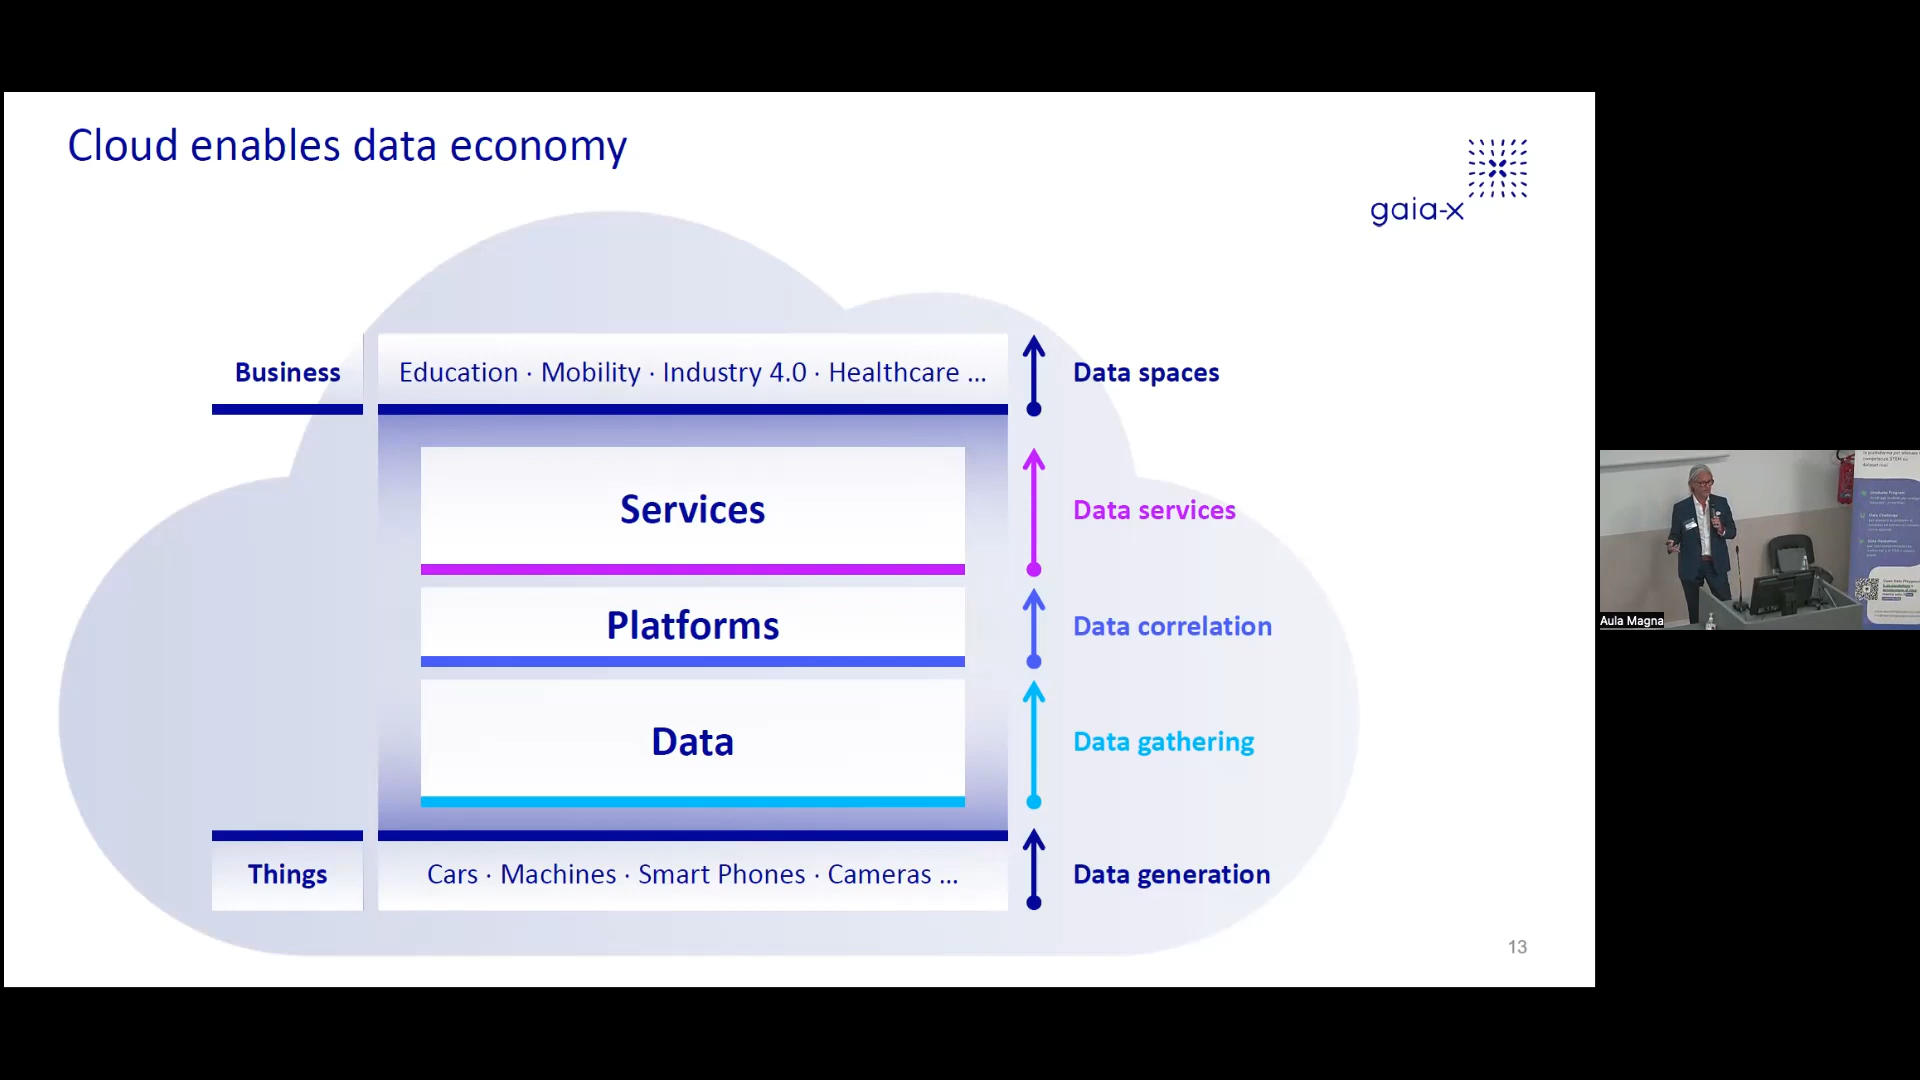 Cloud enables data economy
gaia-x
Business
Education · Mobility · Industry 4.0 · Healthcare ...
Data spaces
Services
Data services
Platforms
Data correlation
Data
Data gathering
Things
Cars · Machines · Smart Phones · Cameras ...
Data generation
13
Aula Magna